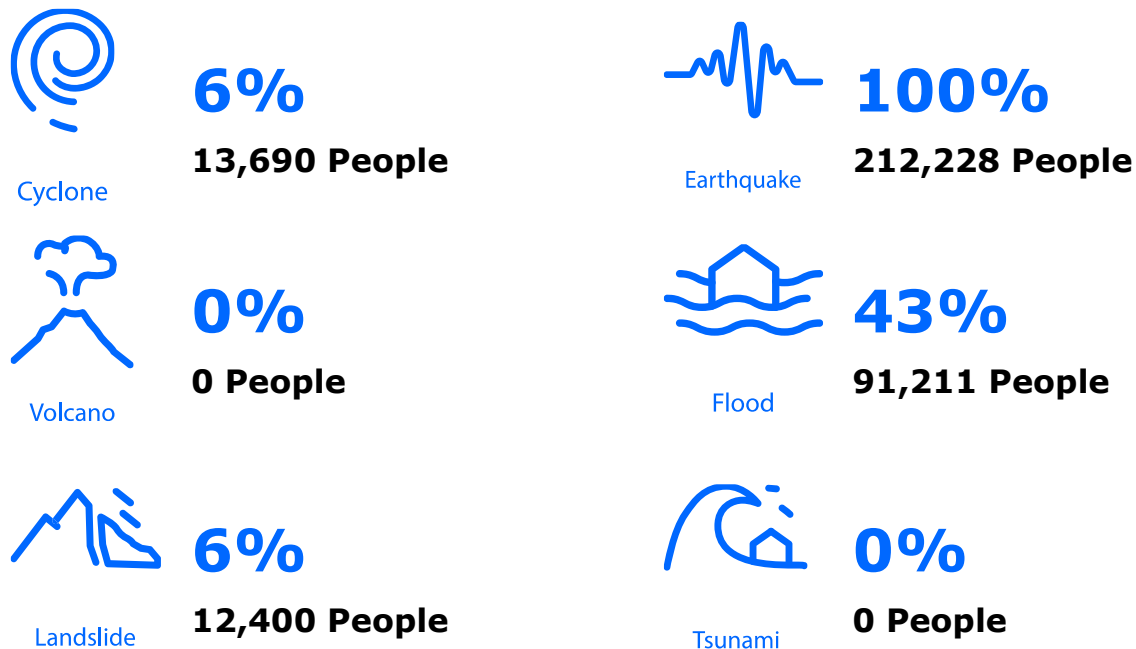 6%
13,690 People
Cyclone
100%
212,228 People
Earthquake
0%
0 People
Volcano
43%
91,211 People
Flood
6%
12,400 People
Landslide
0%
0 People
Tsunami